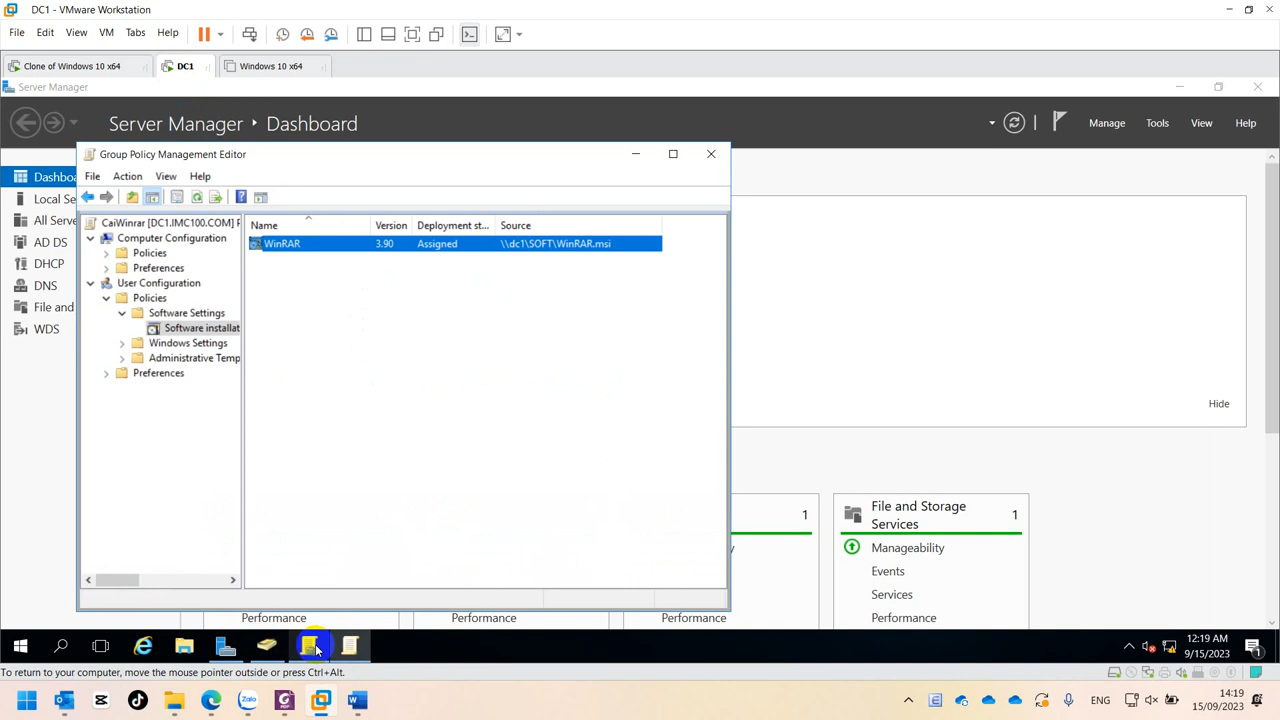 DC1 - VMware Workstation
File Edit View VM Tabs Help
Clone of Windows 10 x64 DC1 Windows 10 x64
Server Manager
Server Manager Dashboard Manage Tools View Help
Dashboa
Local Se
All Serve
AD DS
DHCP
DNS
File and
WDS
Group Policy Management Editor
File Action View Help
CaiWinrar [DC1.IMC100.COM] P
Computer Configuration
Policies
Preferences
User Configuration
Policies
Software Settings
Software installat
Windows Settings
Administrative Temp
Preferences
Name Version Deployment st... Source
WinRAR 3.90 Assigned \\dc1\SOFT\WinRAR.msi
Hide
1
Performance
Performance
Performance
File and Storage Services 1
Manageability
Events
Services
Performance
12:19 AM
9/15/2023
1
To return to your computer, move the mouse pointer outside or press Ctrl+Alt.
Zalo
PDF
ENG
14:19
15/09/2023